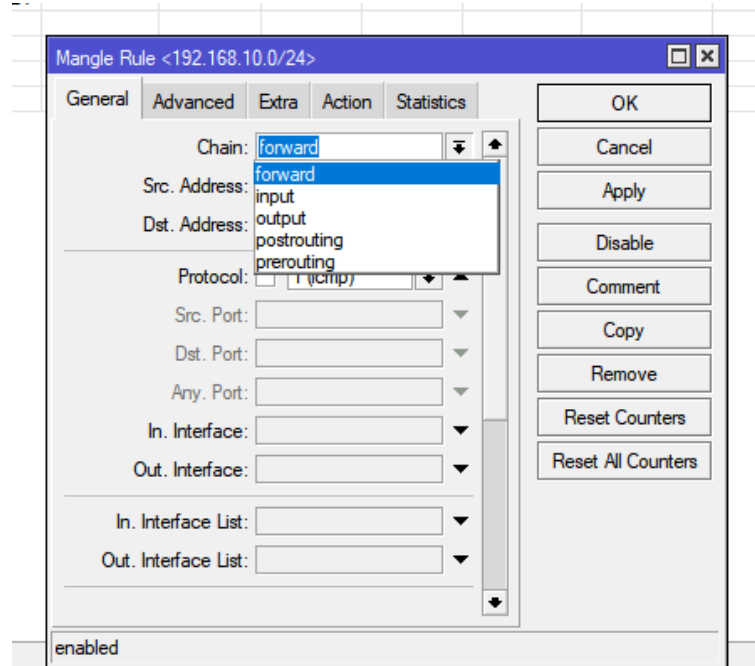 Mangle Rule <192.168.10.0/24>
General Advanced Extra Action Statistics
Chain: forward
forward
input
output
postrouting
prerouting
Src. Address:
Dst. Address:
Protocol: 1 (icmp)
Src. Port:
Dst. Port:
Any. Port:
In. Interface:
Out. Interface:
In. Interface List:
Out. Interface List:
OK
Cancel
Apply
Disable
Comment
Copy
Remove
Reset Counters
Reset All Counters
enabled